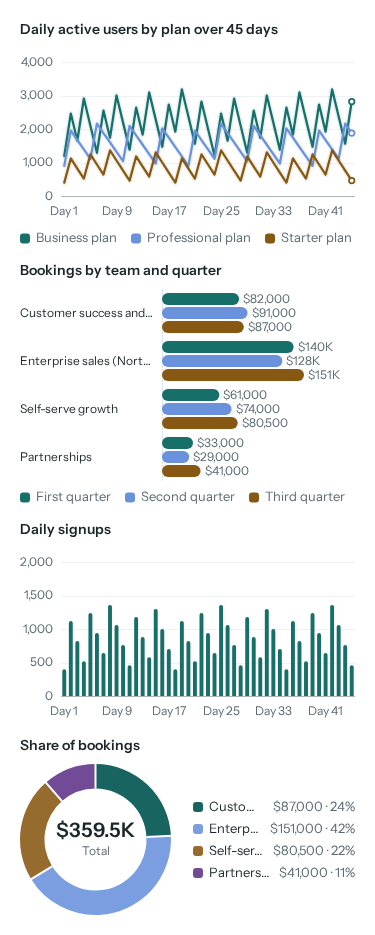 Daily active users by plan over 45 days
4,000
3,000
2,000
1,000
0
Day 1 Day 9 Day 17 Day 25 Day 33 Day 41
Business plan Professional plan Starter plan
Bookings by team and quarter
$82,000
Customer success and... $91,000
$87,000
$140K
Enterprise sales (Nort... $128K
$151K
$61,000
Self-serve growth $74,000
$80,500
$33,000
Partnerships $29,000
$41,000
First quarter Second quarter Third quarter
Daily signups
2,000
1,500
1,000
500
0
Day 1 Day 9 Day 17 Day 25 Day 33 Day 41
Share of bookings
$359.5K
Total
Custo... $87,000 · 24%
Enterp... $151,000 · 42%
Self-ser... $80,500 · 22%
Partners... $41,000 · 11%